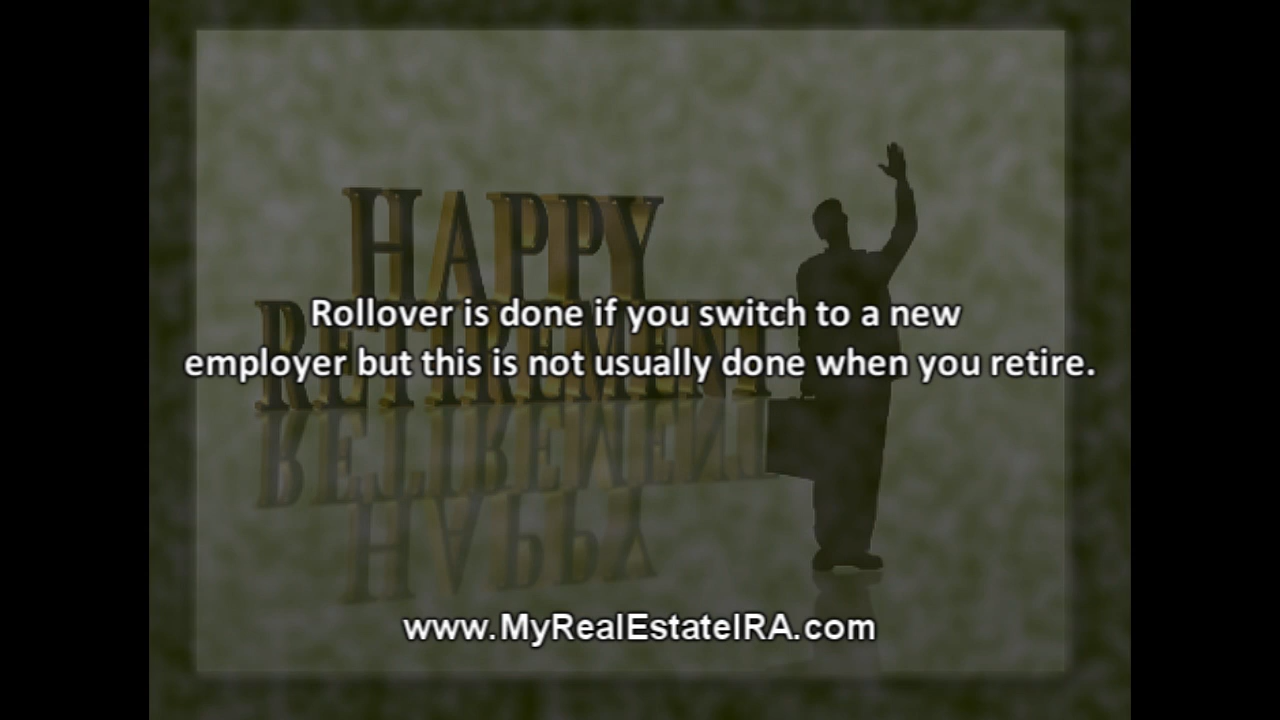 HAPPY
RETIREMENT
Rollover is done if you switch to a new
employer but this is not usually done when you retire.
www.MyRealEstateIRA.com